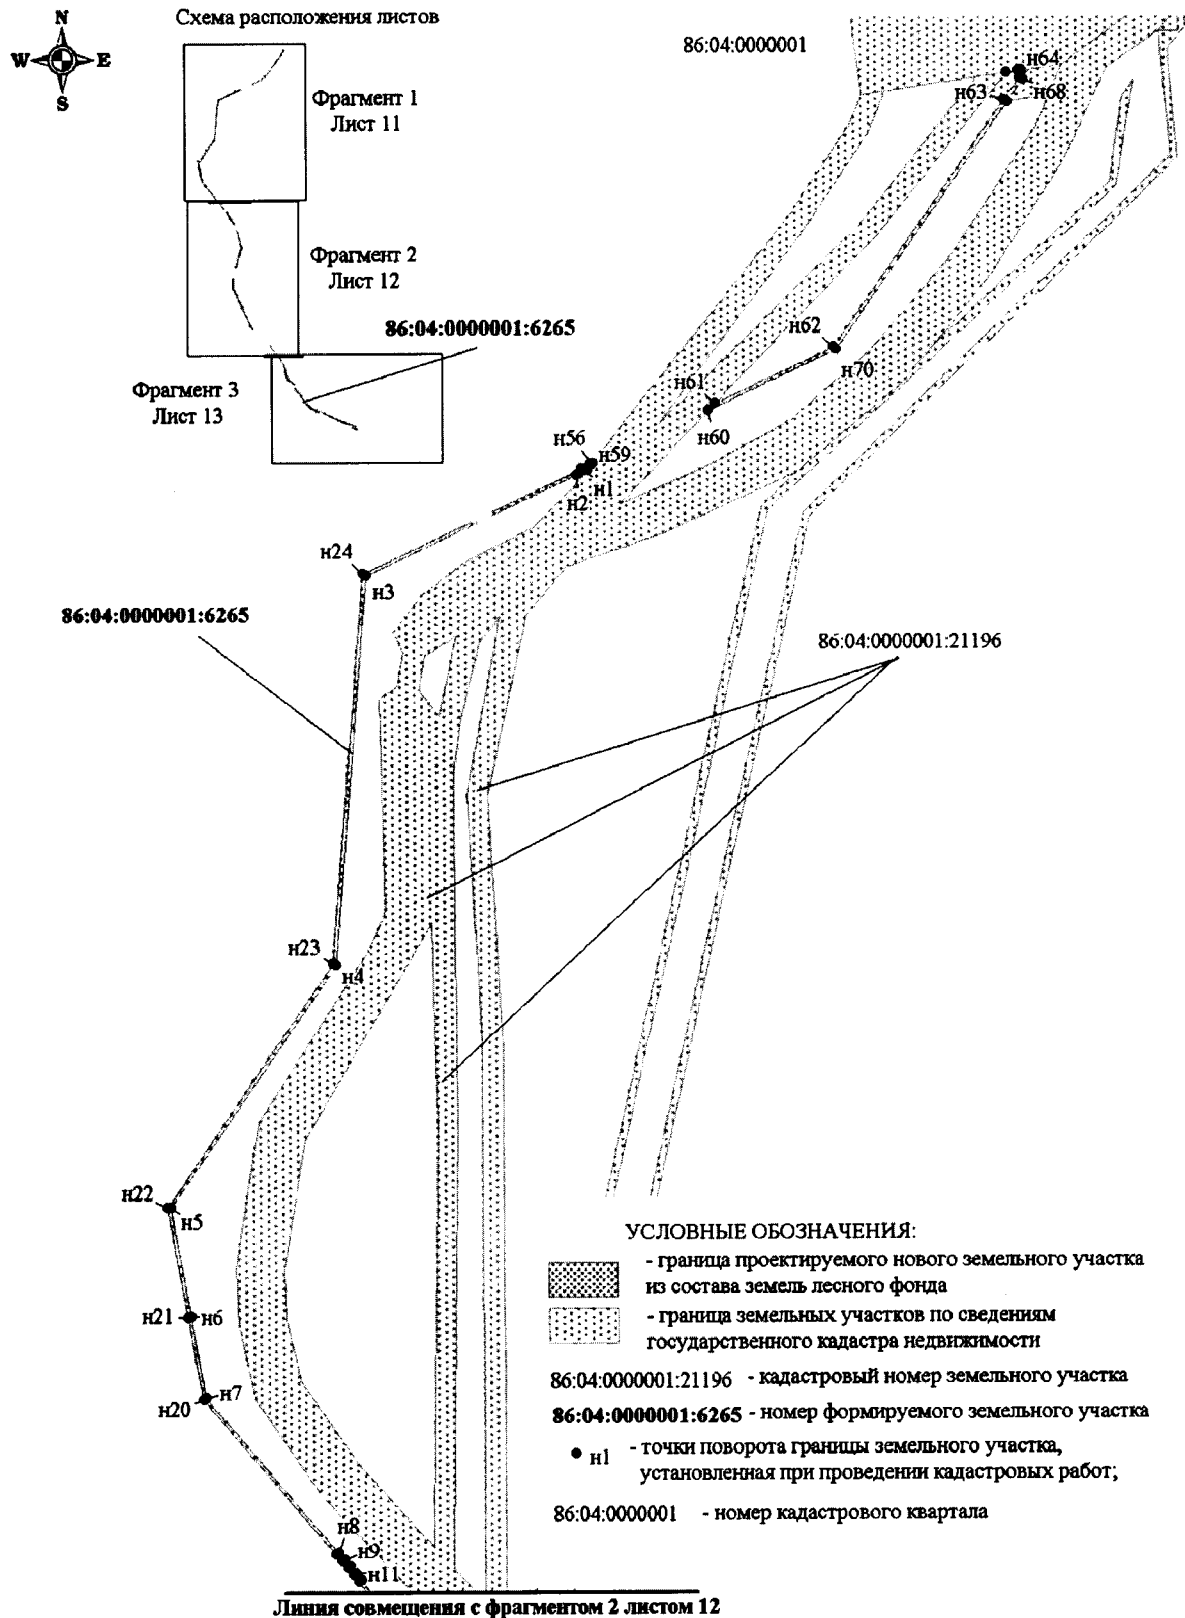 Схема расположения листов
N
W E
S
86:04:0000001
Фрагмент 1
Лист 11
Фрагмент 2
Лист 12
86:04:0000001:6265
Фрагмент 3
Лист 13
н64
н63
н68
н62
н70
н61
н60
н56
н59
н1
н2
н24
н3
86:04:0000001:6265
86:04:0000001:21196
н23
н4
н22
н5
н21
н6
н7
н20
н8
н9
н11
УСЛОВНЫЕ ОБОЗНАЧЕНИЯ:
- граница проектируемого нового земельного участка
из состава земель лесного фонда
- граница земельных участков по сведениям
государственного кадастра недвижимости
86:04:0000001:21196 - кадастровый номер земельного участка
86:04:0000001:6265 - номер формируемого земельного участка
н1 - точки поворота границы земельного участка,
установленная при проведении кадастровых работ;
86:04:0000001 - номер кадастрового квартала
Линия совмещения с фрагментом 2 листом 12